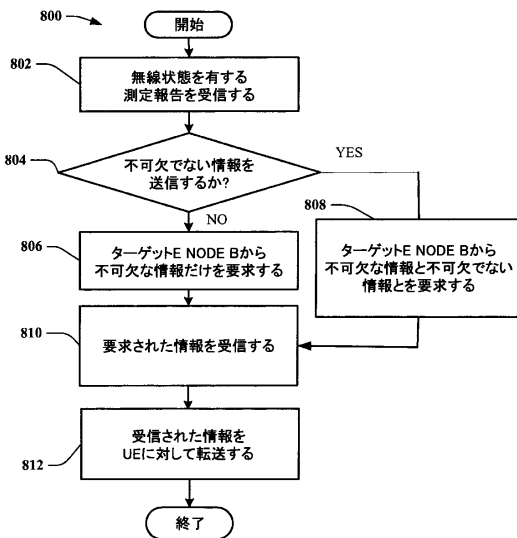 800
開始
802
無線状態を有する
測定報告を受信する
804
不可欠でない情報を
送信するか?
YES
NO
806
ターゲットE NODE Bから
不可欠な情報だけを要求する
808
ターゲットE NODE Bから
不可欠な情報と不可欠でない
情報とを要求する
810
要求された情報を受信する
812
受信された情報を
UEに対して転送する
終了